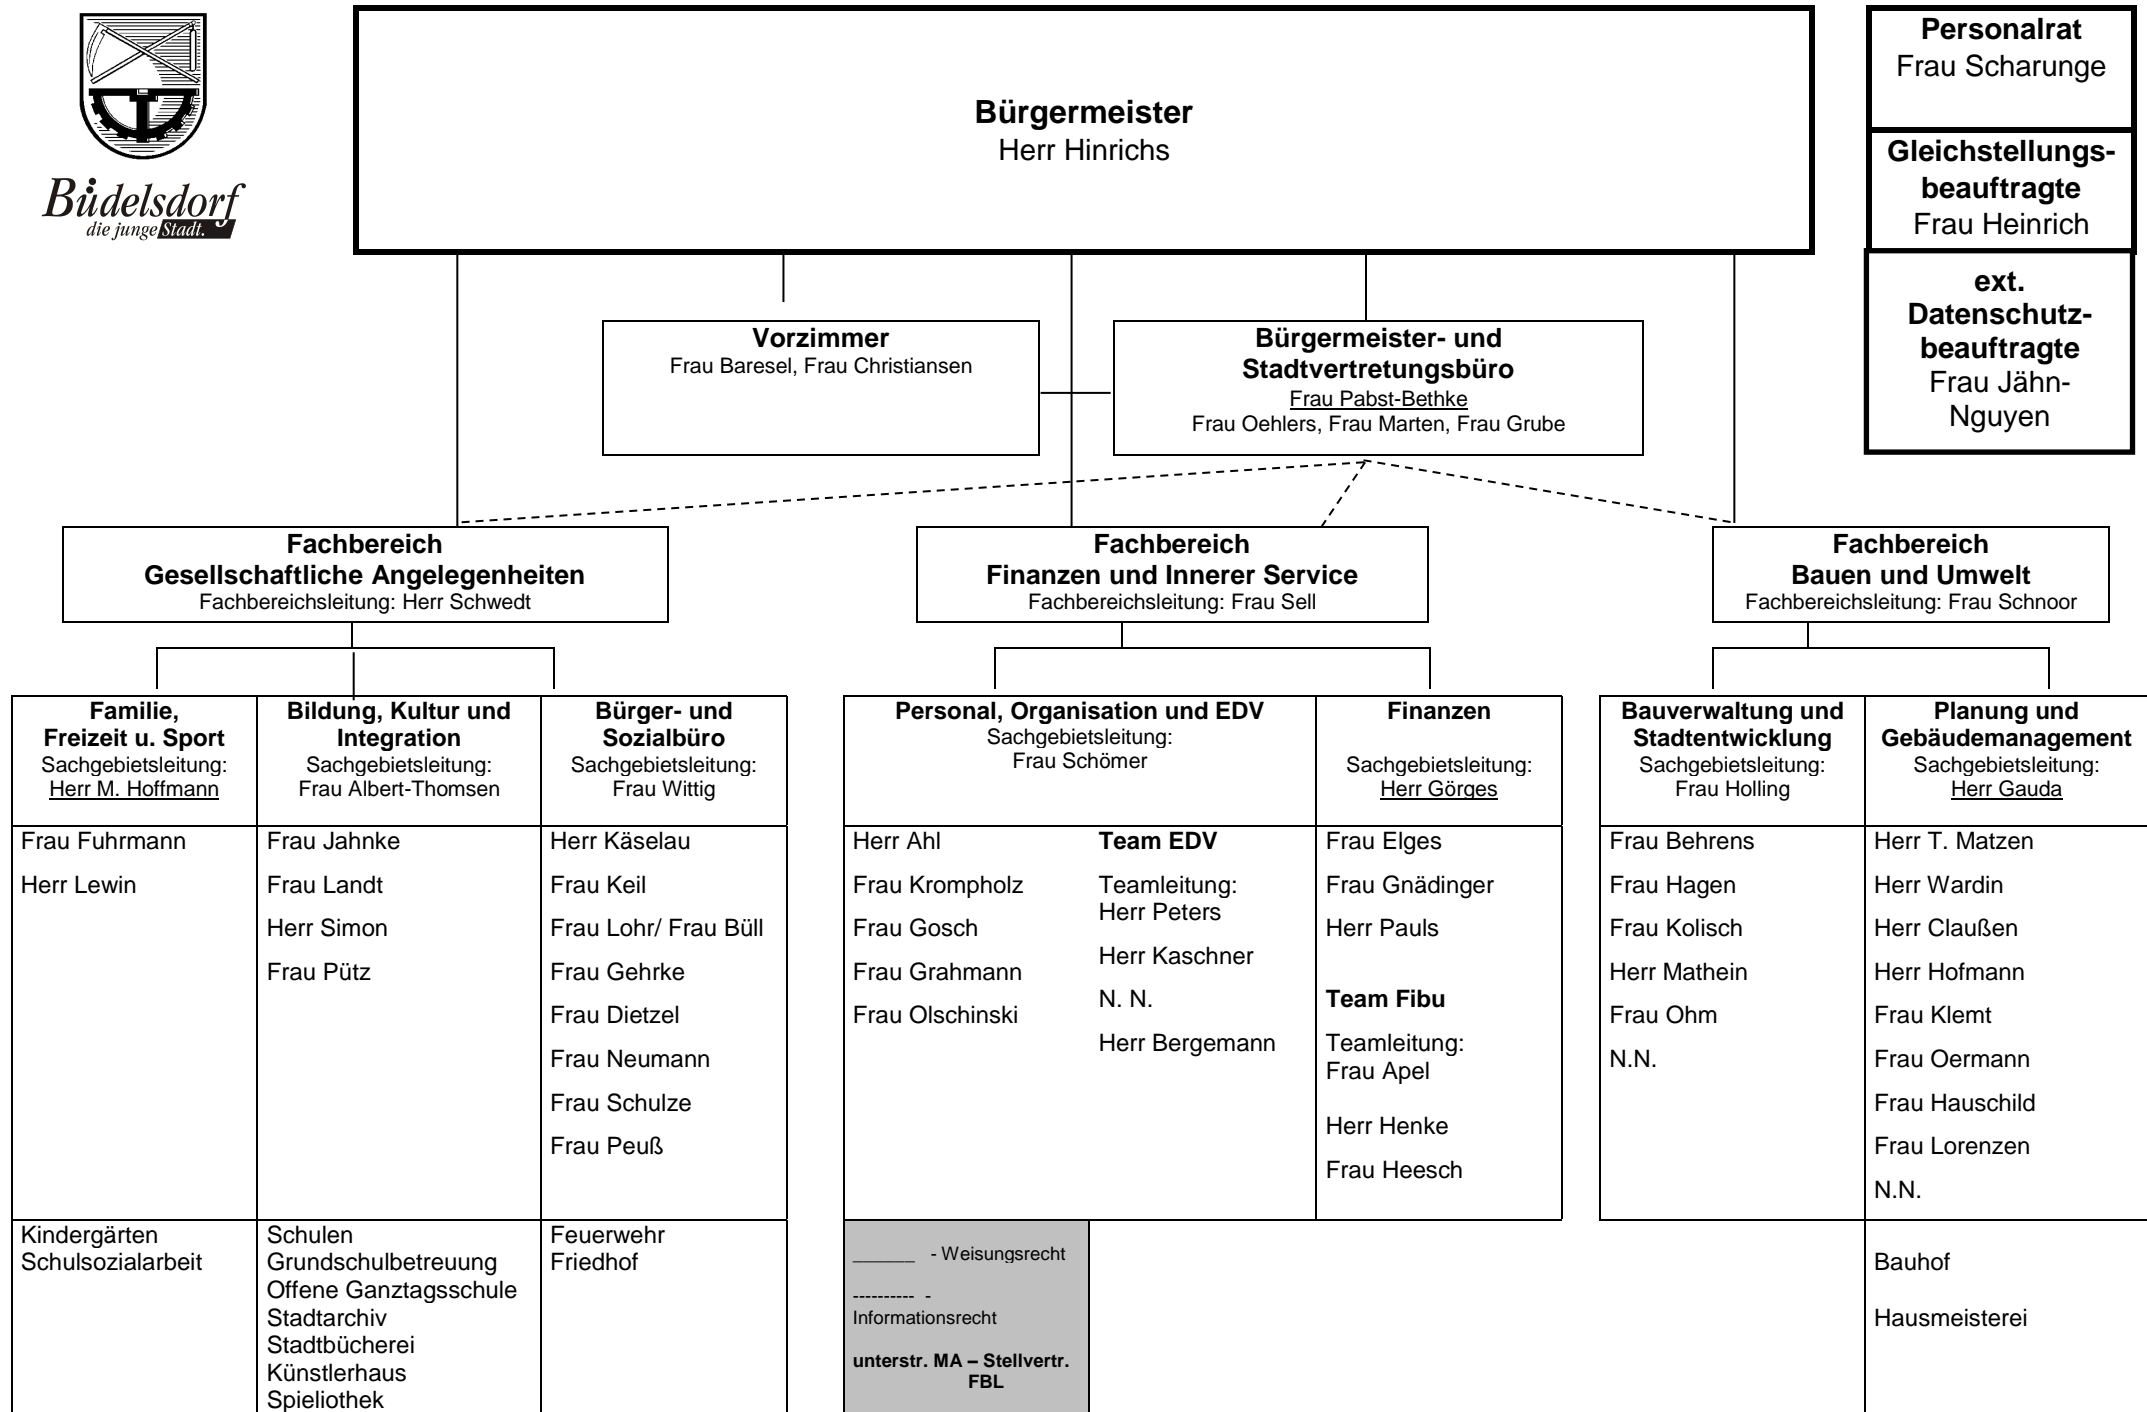 Büdelsdorf
die junge Stadt.
Bürgermeister
Herr Hinrichs
Personalrat
Frau Scharunge
Gleichstellungs-
beauftragte
Frau Heinrich
ext.
Datenschutz-
beauftragte
Frau Jähn-
Nguyen
Vorzimmer
Frau Baresel, Frau Christiansen
Bürgermeister- und
Stadtvertretungsbüro
Frau Pabst-Bethke
Frau Oehlers, Frau Marten, Frau Grube
Fachbereich
Gesellschaftliche Angelegenheiten
Fachbereichsleitung: Herr Schwedt
Fachbereich
Finanzen und Innerer Service
Fachbereichsleitung: Frau Sell
Fachbereich
Bauen und Umwelt
Fachbereichsleitung: Frau Schnoor
Familie,
Freizeit u. Sport
Sachgebietsleitung:
Herr M. Hoffmann
Frau Fuhrmann
Herr Lewin
Kindergärten
Schulsozialarbeit
Bildung, Kultur und
Integration
Sachgebietsleitung:
Frau Albert-Thomsen
Frau Jahnke
Frau Landt
Herr Simon
Frau Pütz
Schulen
Grundschulbetreuung
Offene Ganztagsschule
Stadtarchiv
Stadtbücherei
Künstlerhaus
Spieliothek
Bürger- und
Sozialbüro
Sachgebietsleitung:
Frau Wittig
Herr Käselau
Frau Keil
Frau Lohr/ Frau Büll
Frau Gehrke
Frau Dietzel
Frau Neumann
Frau Schulze
Frau Peuß
Feuerwehr
Friedhof
Personal, Organisation und EDV
Sachgebietsleitung:
Frau Schömer
Herr Ahl
Frau Krompholz
Frau Gosch
Frau Grahmann
Frau Olschinski
Team EDV
Teamleitung:
Herr Peters
Herr Kaschner
N. N.
Herr Bergemann
Finanzen
Sachgebietsleitung:
Herr Görges
Frau Elges
Frau Gnädinger
Herr Pauls
Team Fibu
Teamleitung:
Frau Apel
Herr Henke
Frau Heesch
______ - Weisungsrecht
---------- -
Informationsrecht
unterstr. MA – Stellvertr.
FBL
Bauverwaltung und
Stadtentwicklung
Sachgebietsleitung:
Frau Holling
Frau Behrens
Frau Hagen
Frau Kolisch
Herr Mathein
Frau Ohm
N.N.
Planung und
Gebäudemanagement
Sachgebietsleitung:
Herr Gauda
Herr T. Matzen
Herr Wardin
Herr Claußen
Herr Hofmann
Frau Klemt
Frau Oermann
Frau Hauschild
Frau Lorenzen
N.N.
Bauhof
Hausmeisterei